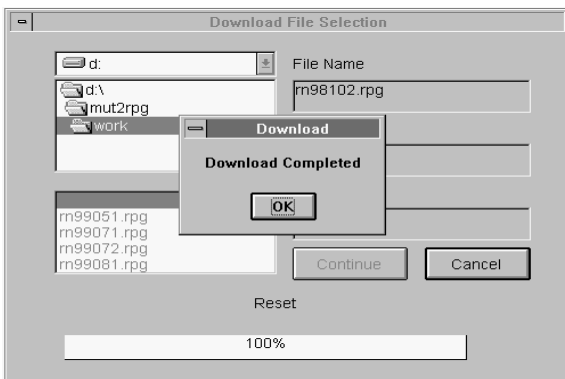 Download File Selection
d:
File Name
d:\
mut2rpg
work
rn98102.rpg
Download
Download Completed
OK
rn99051.rpg
rn99071.rpg
rn99072.rpg
rn99081.rpg
Continue
Cancel
Reset
100%